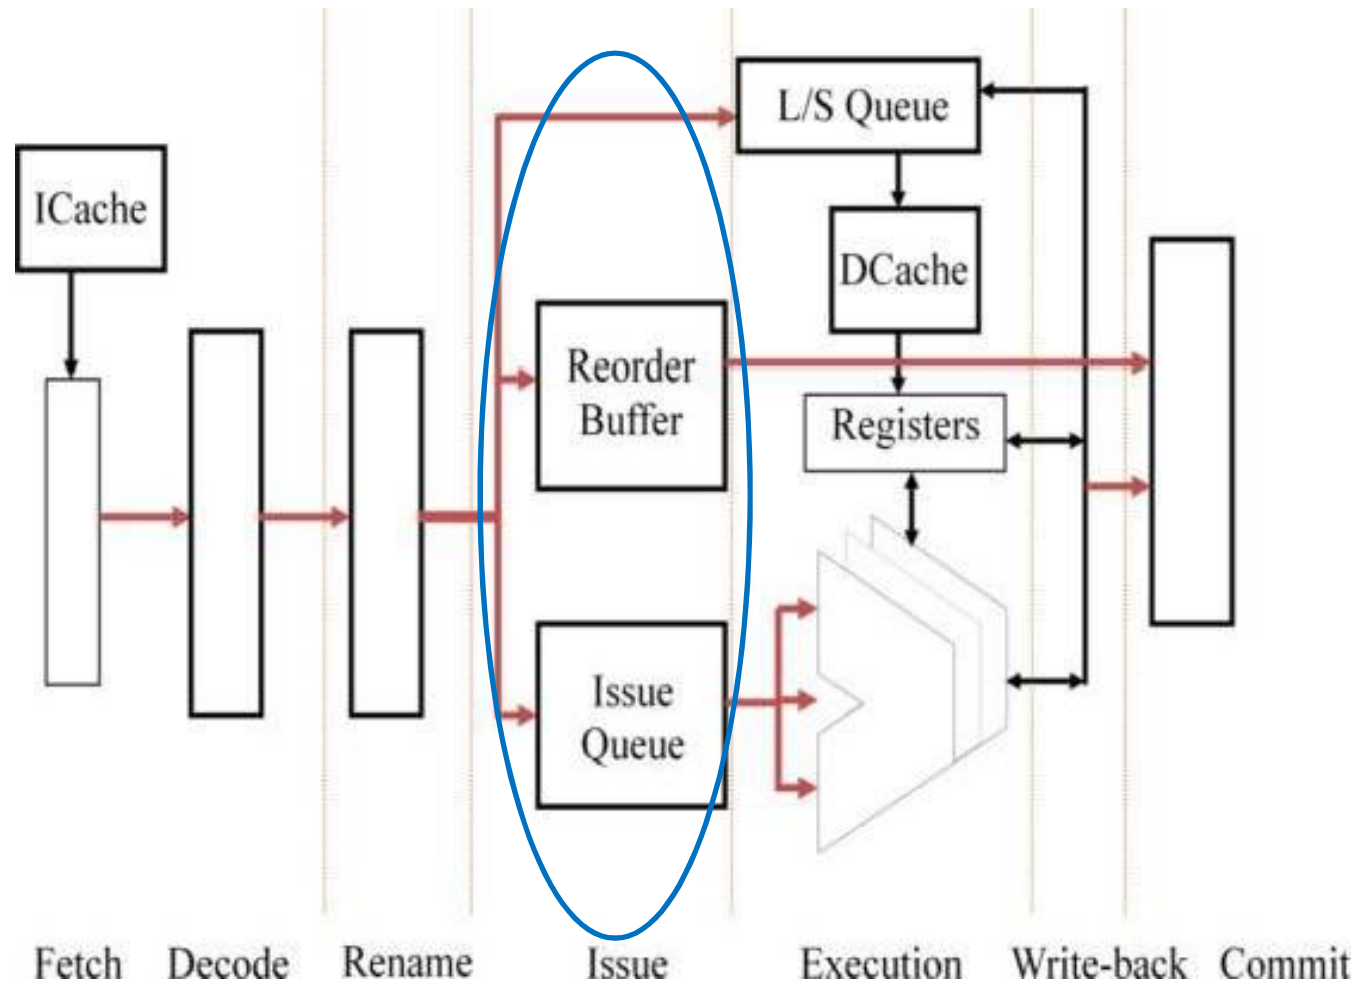 L/S Queue
ICache
DCache
Reorder
Buffer
Registers
Issue
Queue
Fetch Decode Rename Issue Execution Write-back Commit